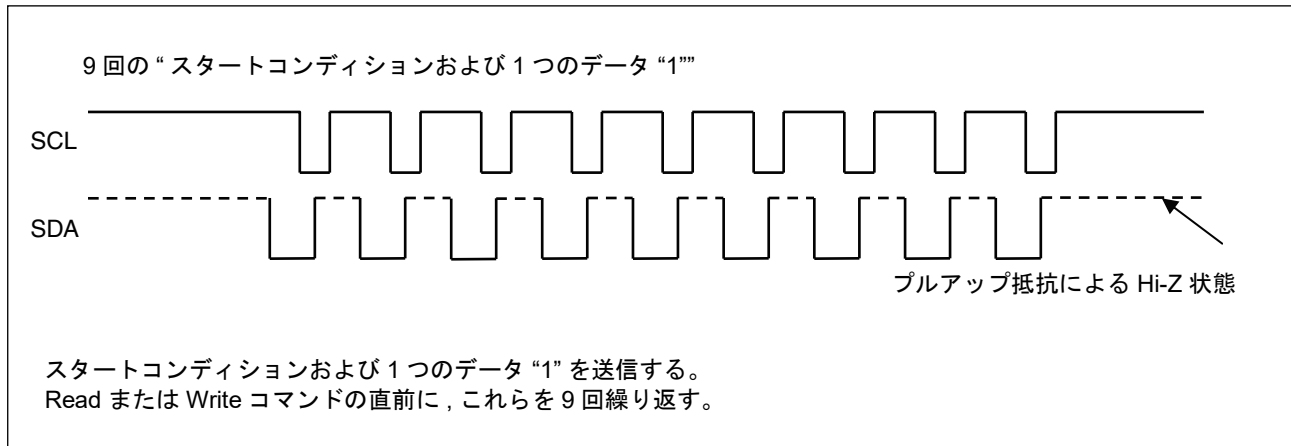 9 回の “ スタートコンディションおよび 1 つのデータ “1””
SCL
SDA
プルアップ抵抗による Hi-Z 状態
スタートコンディションおよび 1 つのデータ “1” を送信する。
Read または Write コマンドの直前に , これらを 9 回繰り返す。